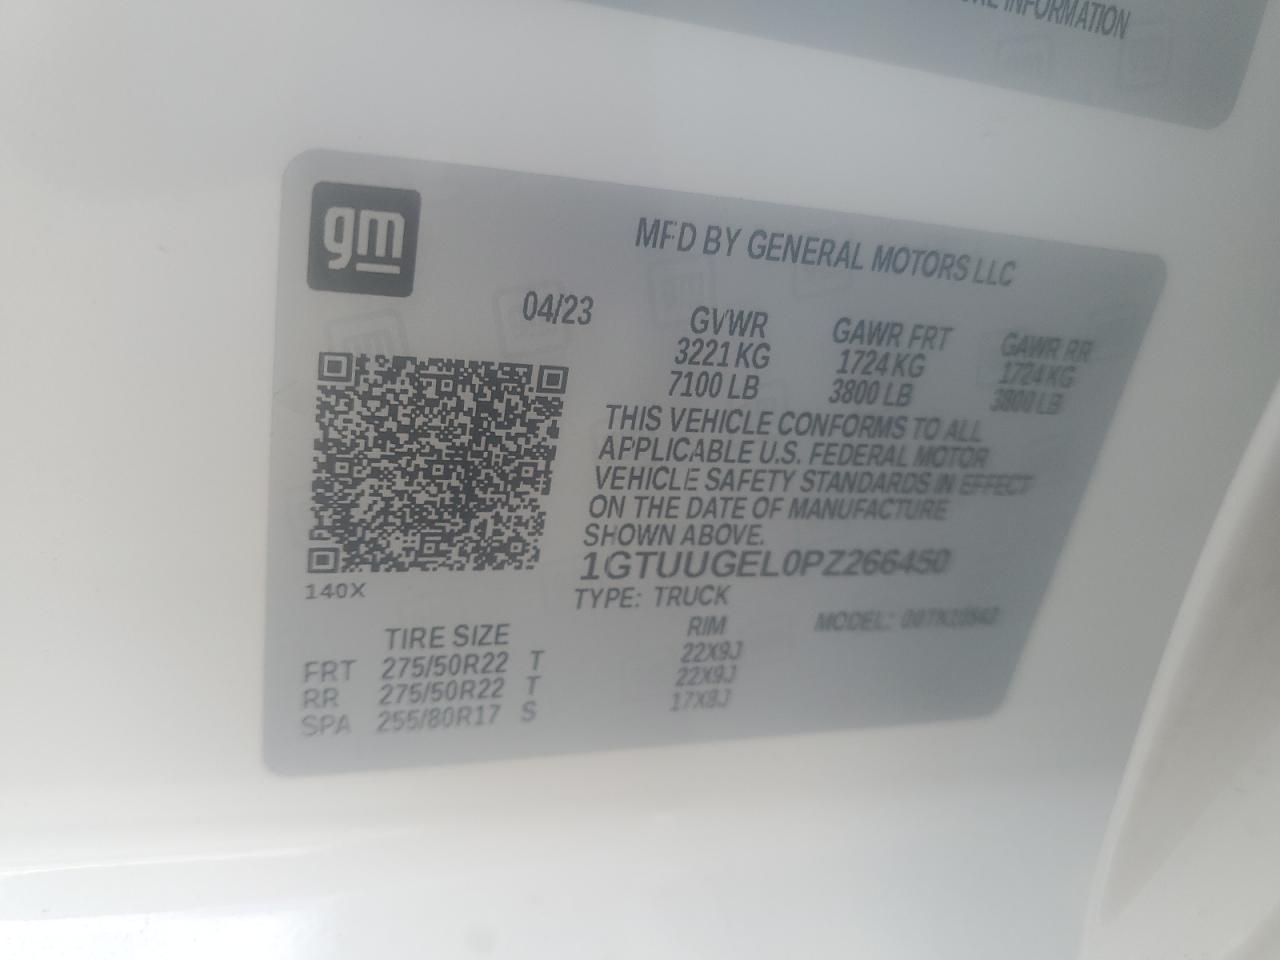 INFORMATION
gm
MFD BY GENERAL MOTORS LLC
04/23
GVWR GAWR FRT GAWR RR
3221 KG 1724 KG 1724 KG
7100 LB 3800 LB 3800 LB
THIS VEHICLE CONFORMS TO ALL
APPLICABLE U.S. FEDERAL MOTOR
VEHICLE SAFETY STANDARDS IN EFFECT
ON THE DATE OF MANUFACTURE
SHOWN ABOVE.
1GTUUGEL0PZ266450
140X
TYPE: TRUCK
TIRE SIZE RIM MODEL:
FRT 275/50R22 T 22X9J
RR 275/50R22 T 22X9J
SPA 255/80R17 S 17X8J